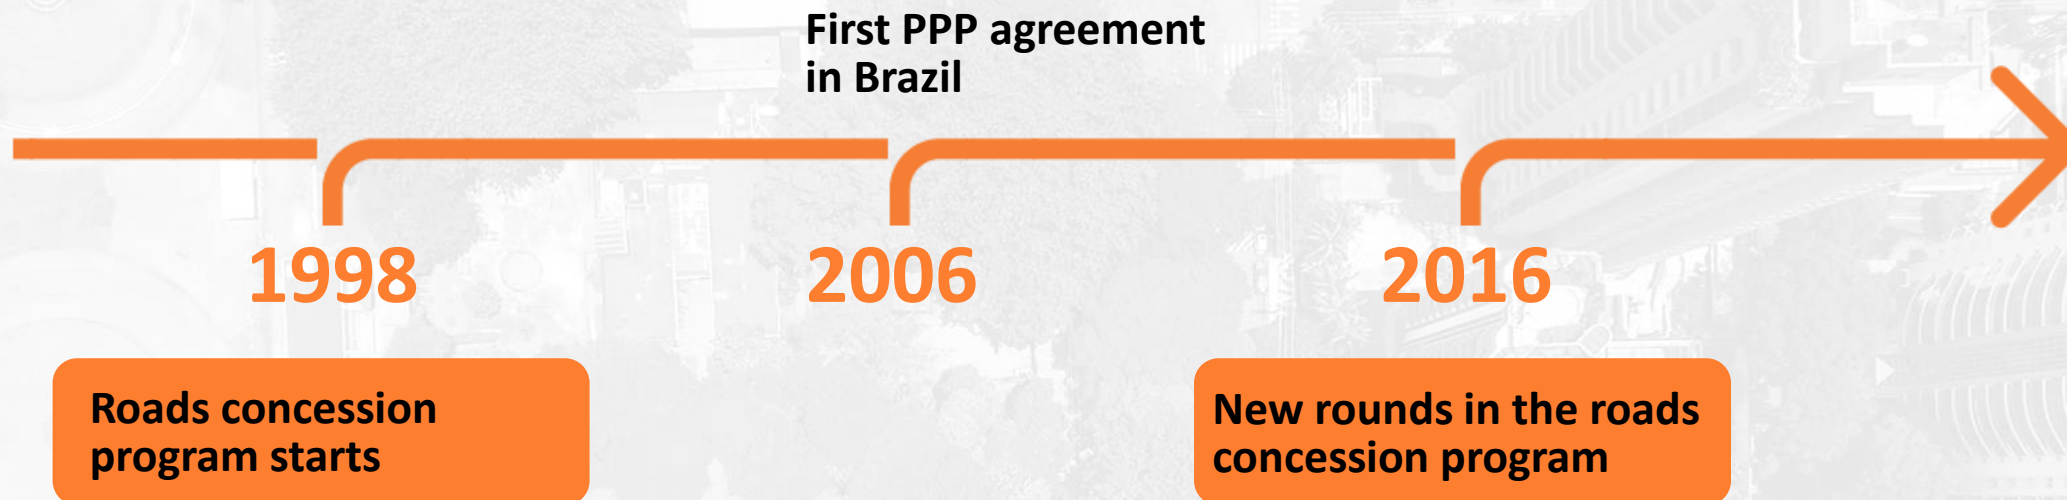 First PPP agreement
in Brazil
1998
2006
2016
Roads concession
program starts
New rounds in the roads
concession program